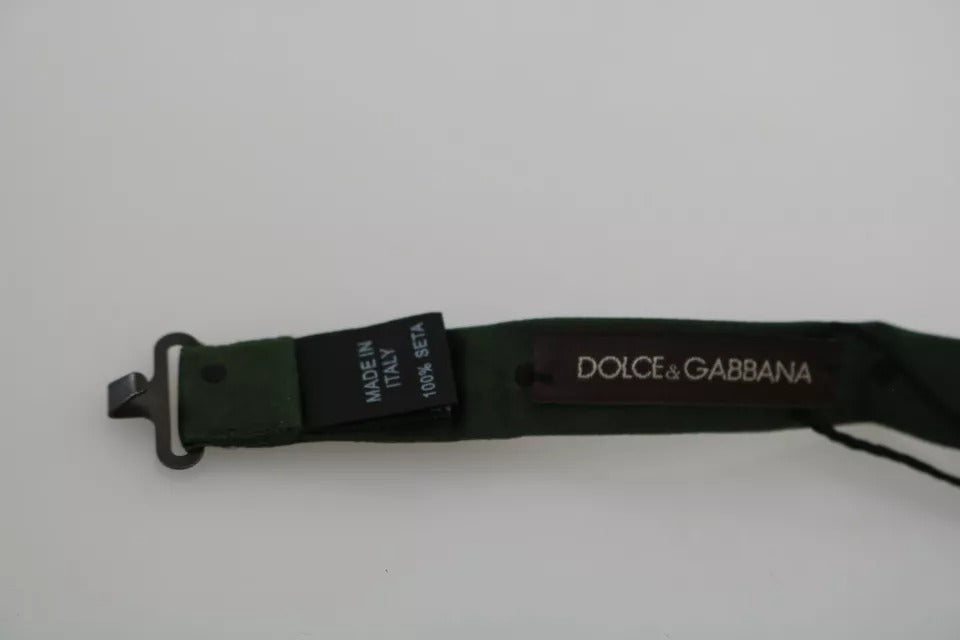 MADE IN
ITALY
100% SETA
DOLCE & GABBANA